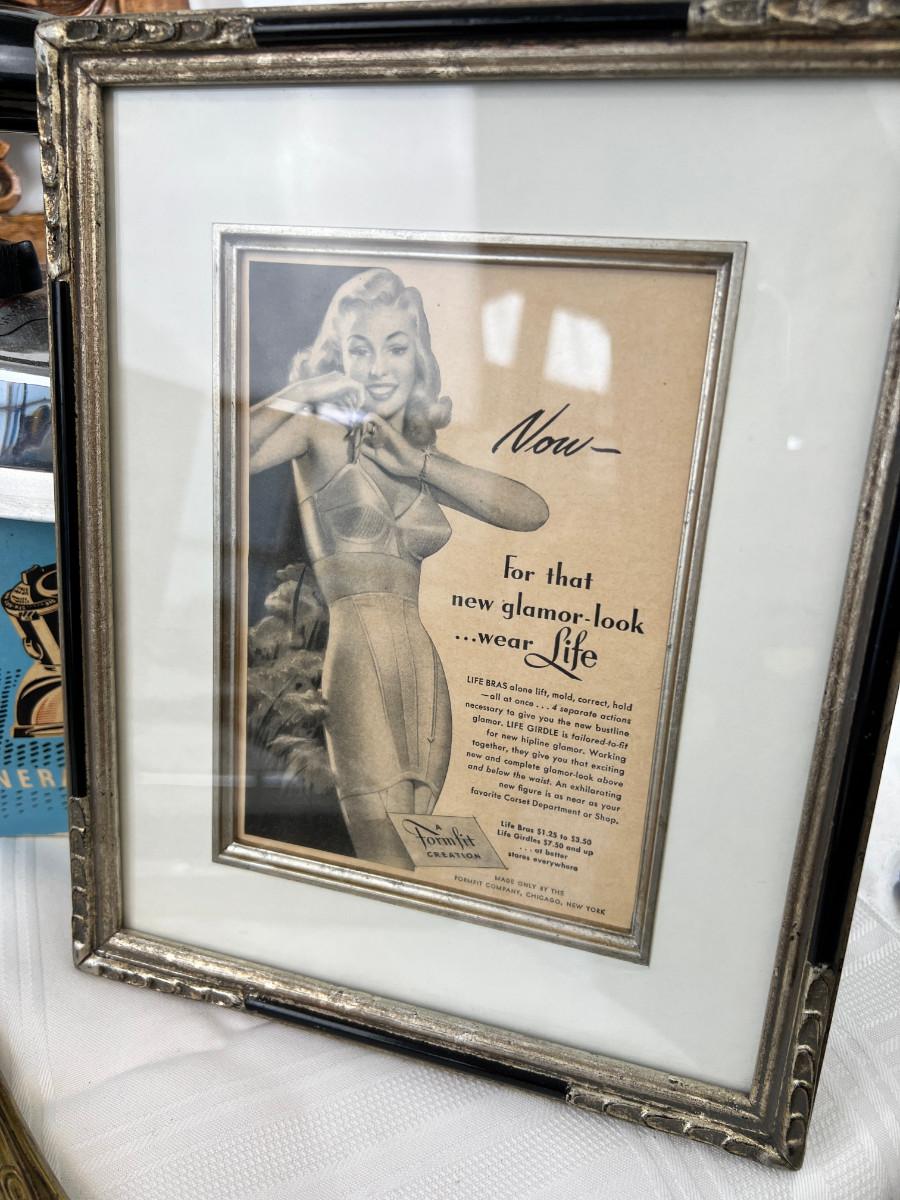 Now—
For that
new glamor-look
...wear Life
LIFE BRAS alone lift, mold, correct, hold
—all at once . . . 4 separate actions
necessary to give you the new bustline
glamor. LIFE GIRDLE is tailored-to-fit
for new hipline glamor. Working
together, they give you that exciting
new and complete glamor-look above
and below the waist. An exhilarating
new figure is as near as your
favorite Corset Department or Shop.
Life Bras $1.25 to $3.50
Life Girdles $7.50 and up
. . . at better
stores everywhere
A
Formfit
CREATION
MADE ONLY BY THE
FORMFIT COMPANY, CHICAGO, NEW YORK